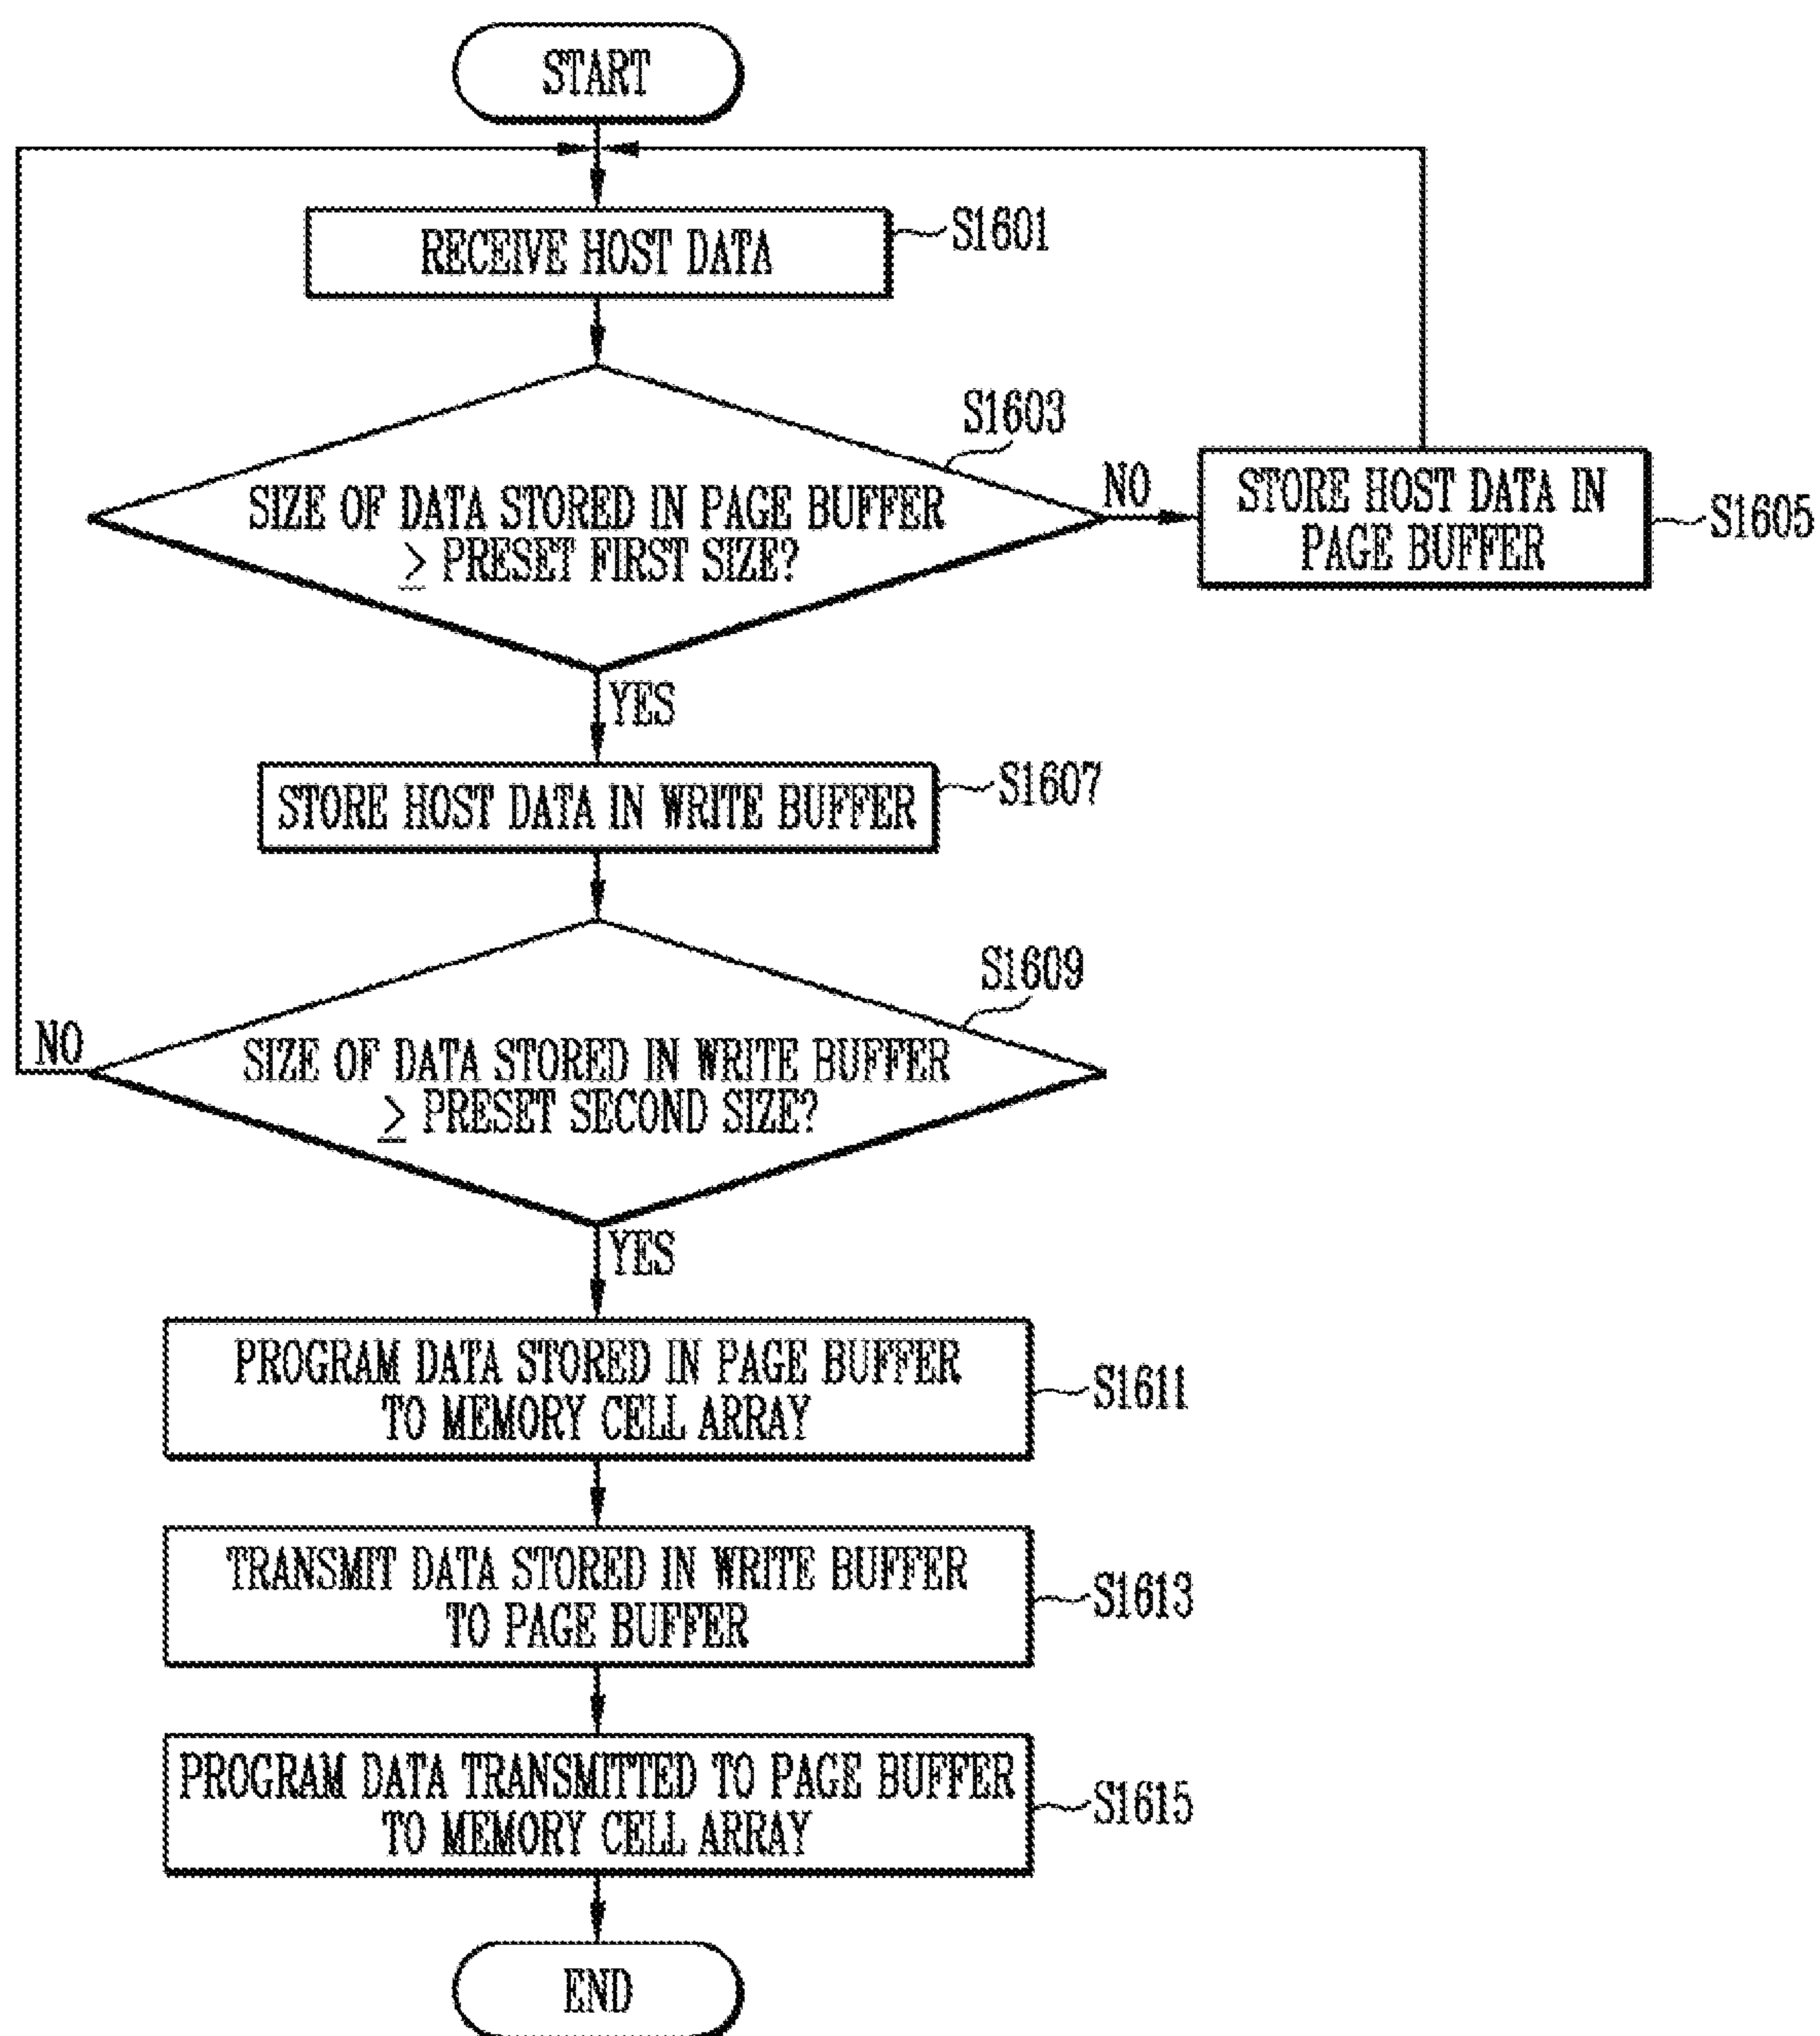 START
RECEIVE HOST DATA
S1601
S1603
SIZE OF DATA STORED IN PAGE BUFFER
≥ PRESET FIRST SIZE?
NO
STORE HOST DATA IN
PAGE BUFFER
S1605
YES
STORE HOST DATA IN WRITE BUFFER
S1607
S1609
NO
SIZE OF DATA STORED IN WRITE BUFFER
≥ PRESET SECOND SIZE?
YES
PROGRAM DATA STORED IN PAGE BUFFER
TO MEMORY CELL ARRAY
S1611
TRANSMIT DATA STORED IN WRITE BUFFER
TO PAGE BUFFER
S1613
PROGRAM DATA TRANSMITTED TO PAGE BUFFER
TO MEMORY CELL ARRAY
S1615
END